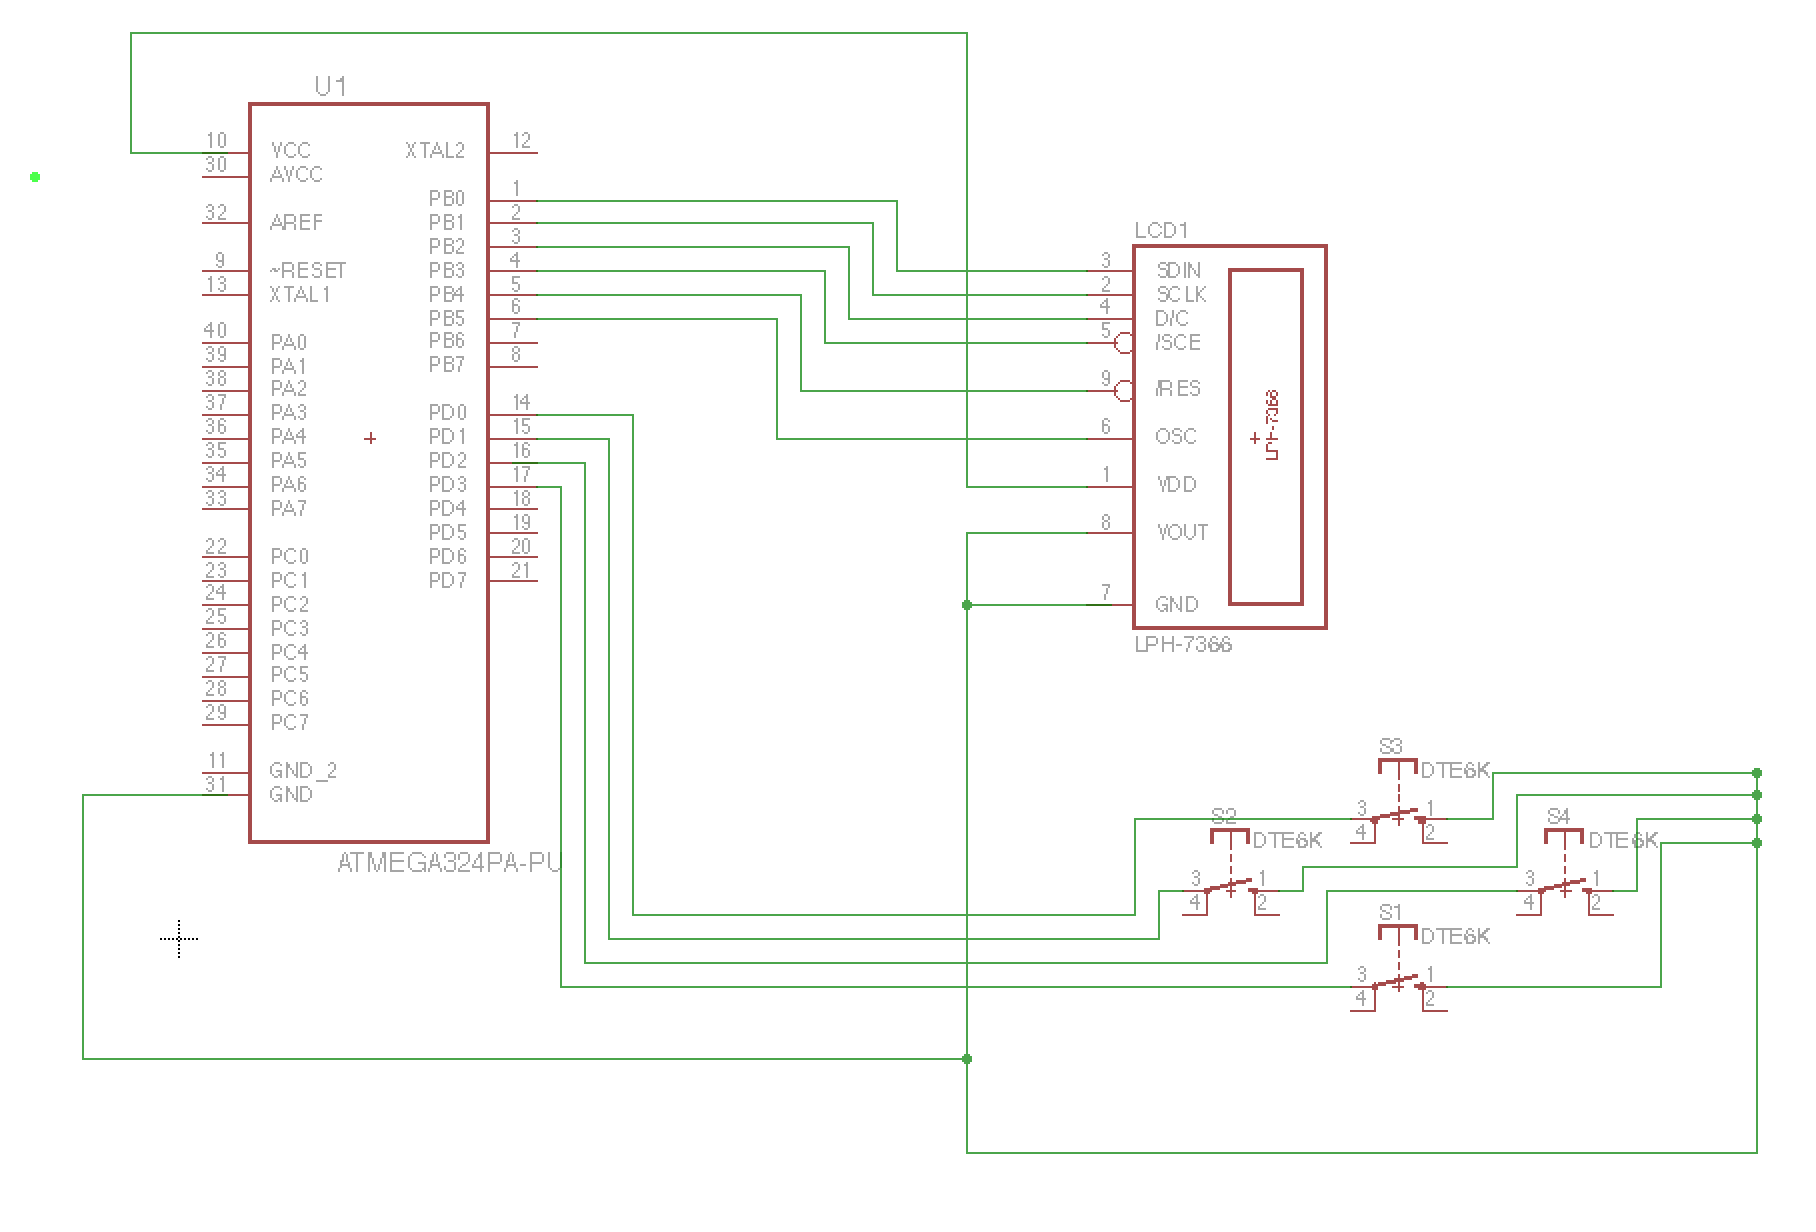 U1
10 VCC XTAL2 12
30 AVCC
PB0 1
32 AREF PB1 2
PB2 3
9 ~RESET PB3 4
13 XTAL1 PB4 5
PB5 6
40 PA0 PB6 7
39 PA1 PB7 8
38 PA2
37 PA3 PD0 14
36 PA4 PD1 15
35 PA5 PD2 16
34 PA6 PD3 17
33 PA7 PD4 18
PD5 19
22 PC0 PD6 20
23 PC1 PD7 21
24 PC2
25 PC3
26 PC4
27 PC5
28 PC6
29 PC7
11 GND_2
31 GND
ATMEGA324PA-PU
LCD1
3 SDIN
2 SCLK
4 D/C
5 /SCE
9 /RES
6 OSC
1 VDD
8 VOUT
7 GND
LPH-7366
LPH-7366
S3
DTE6K
3 1
4 2
S2
DTE6K
3 1
4 2
S4
DTE6K
3 1
4 2
S1
DTE6K
3 1
4 2